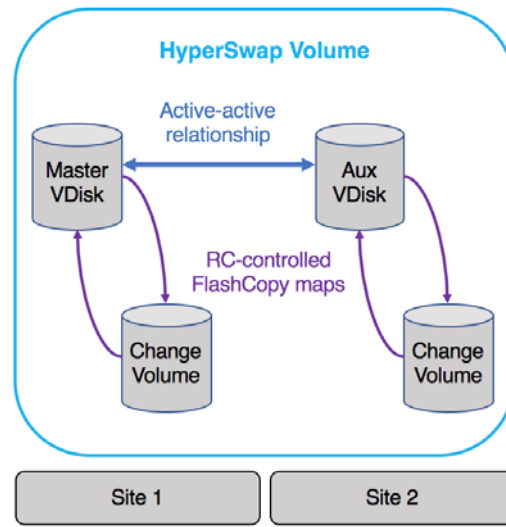 HyperSwap Volume
Active-active
relationship
Master
VDisk
Aux
VDisk
RC-controlled
FlashCopy maps
Change
Volume
Change
Volume
Site 1
Site 2